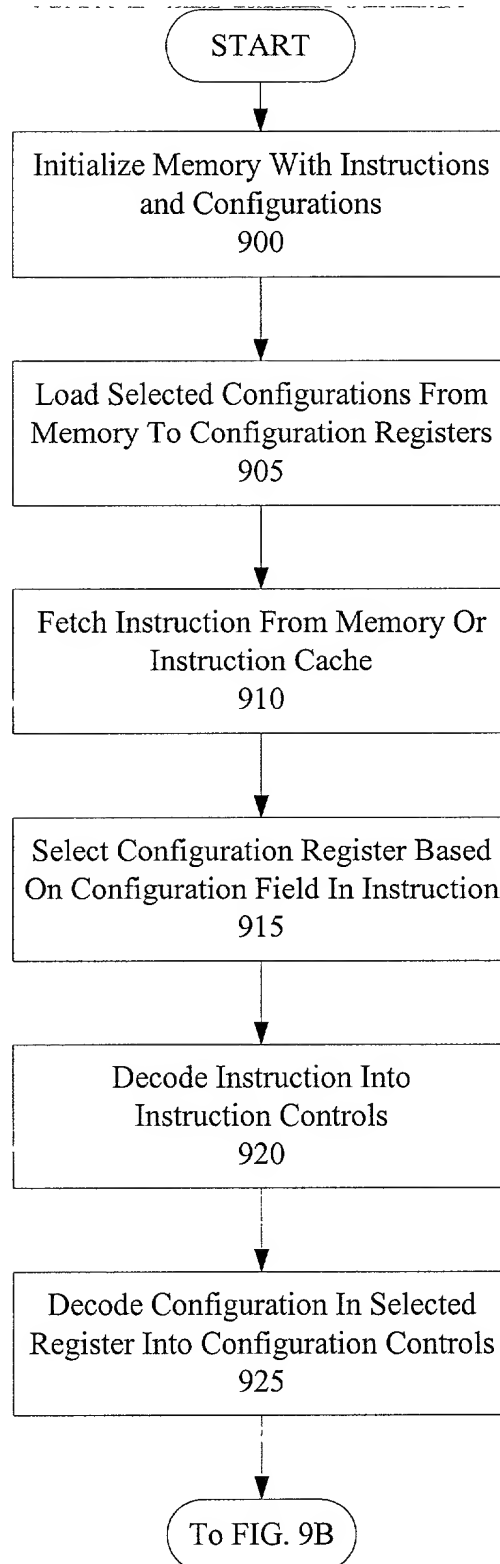 START
Initialize Memory With Instructions
and Configurations
900
Load Selected Configurations From
Memory To Configuration Registers
905
Fetch Instruction From Memory Or
Instruction Cache
910
Select Configuration Register Based
On Configuration Field In Instruction
915
Decode Instruction Into
Instruction Controls
920
Decode Configuration In Selected
Register Into Configuration Controls
925
To FIG. 9B